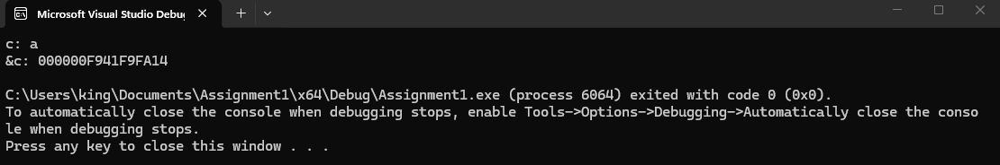 Microsoft Visual Studio Debug
c: a
&c: 000000F941F9FA14
C:\Users\king\Documents\Assignment1\x64\Debug\Assignment1.exe (process 6064) exited with code 0 (0x0).
To automatically close the console when debugging stops, enable Tools->Options->Debugging->Automatically close the conso
le when debugging stops.
Press any key to close this window . . .